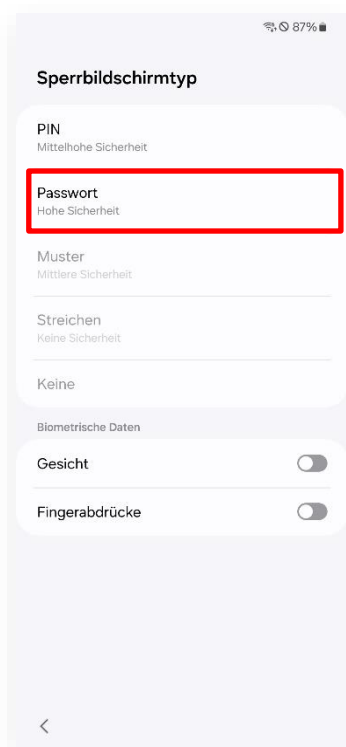 87%
Sperrbildschirmtyp
PIN
Mittelhohe Sicherheit
Passwort
Hohe Sicherheit
Muster
Mittlere Sicherheit
Streichen
Keine Sicherheit
Keine
Biometrische Daten
Gesicht
Fingerabdrücke